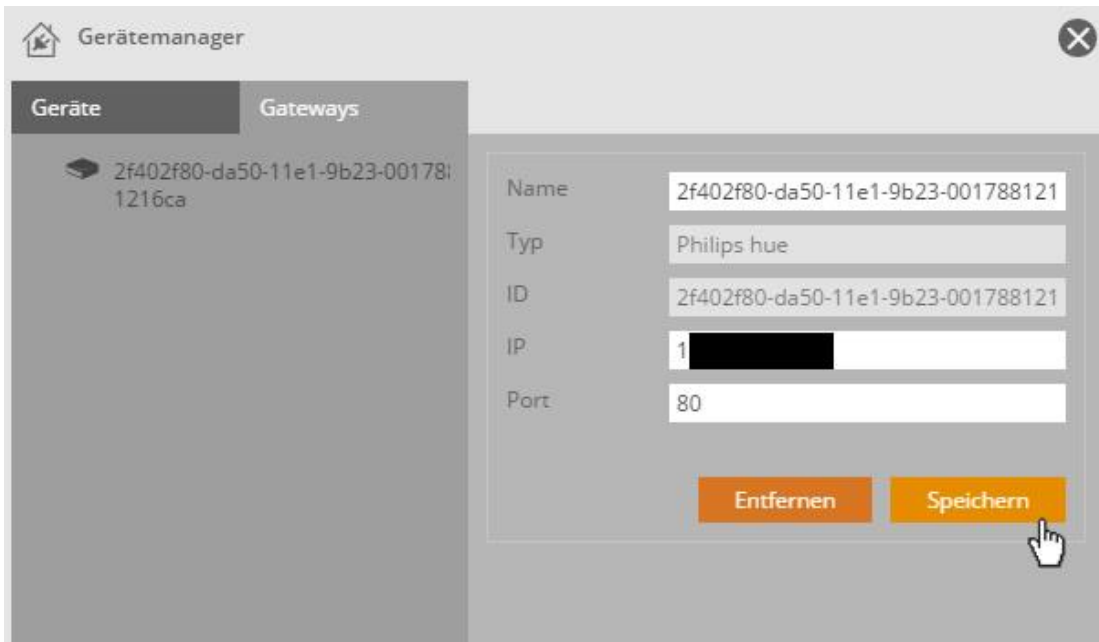 Gerätemanager
Geräte
Gateways
2f402f80-da50-11e1-9b23-00178
1216ca
Name
2f402f80-da50-11e1-9b23-001788121
Typ
Philips hue
ID
2f402f80-da50-11e1-9b23-001788121
IP
1
Port
80
Entfernen
Speichern